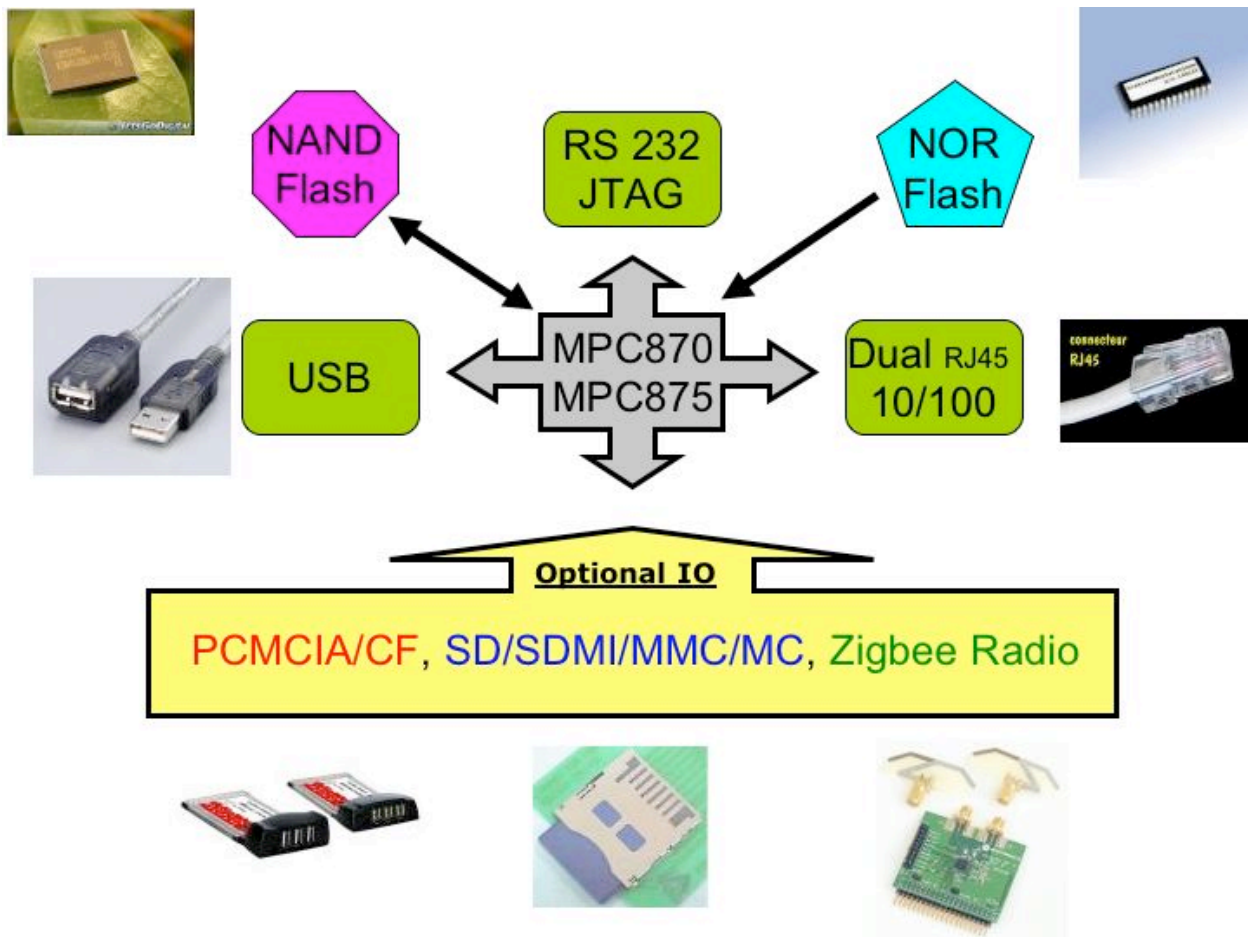 © LetsGoDigital
NAND
Flash
RS 232
JTAG
NOR
Flash
USB
MPC870
MPC875
Dual RJ45
10/100
connecteur
RJ45
Optional IO
PCMCIA/CF, SD/SDMI/MMC/MC, Zigbee Radio